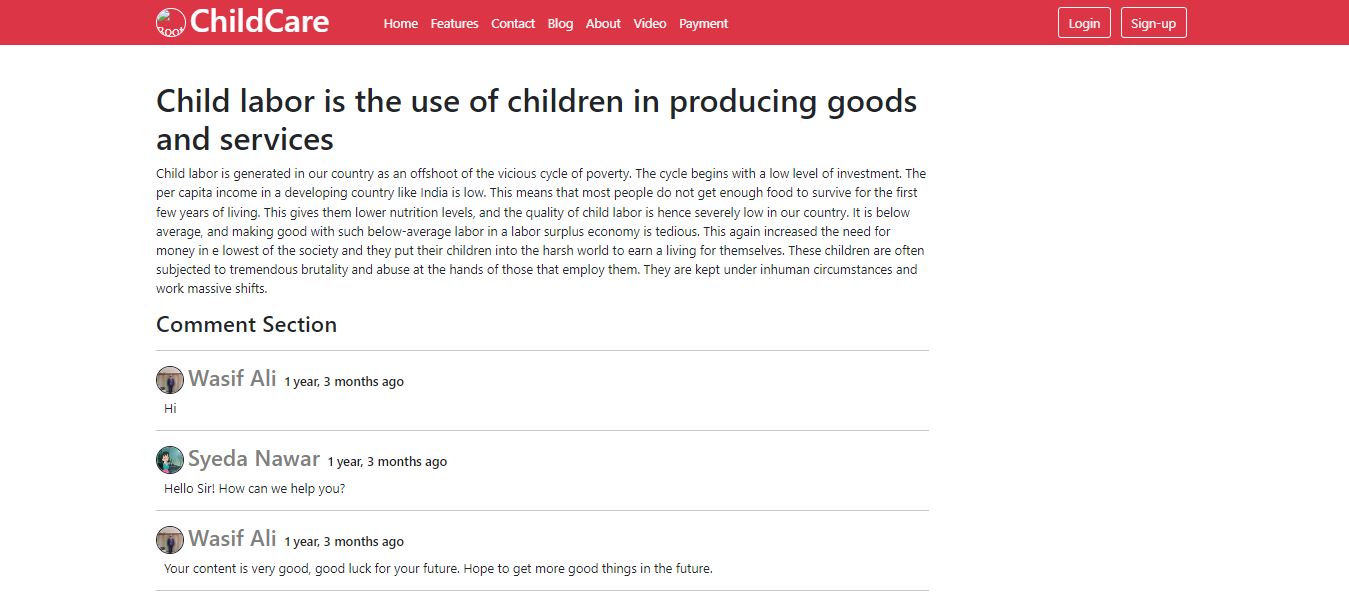 ChildCare Home Features Contact Blog About Video Payment Login Sign-up
Child labor is the use of children in producing goods
and services
Child labor is generated in our country as an offshoot of the vicious cycle of poverty. The cycle begins with a low level of investment. The
per capita income in a developing country like India is low. This means that most people do not get enough food to survive for the first
few years of living. This gives them lower nutrition levels, and the quality of child labor is hence severely low in our country. It is below
average, and making good with such below-average labor in a labor surplus economy is tedious. This again increased the need for
money in e lowest of the society and they put their children into the harsh world to earn a living for themselves. These children are often
subjected to tremendous brutality and abuse at the hands of those that employ them. They are kept under inhuman circumstances and
work massive shifts.
Comment Section
Wasif Ali 1 year, 3 months ago
Hi
Syeda Nawar 1 year, 3 months ago
Hello Sir! How can we help you?
Wasif Ali 1 year, 3 months ago
Your content is very good, good luck for your future. Hope to get more good things in the future.